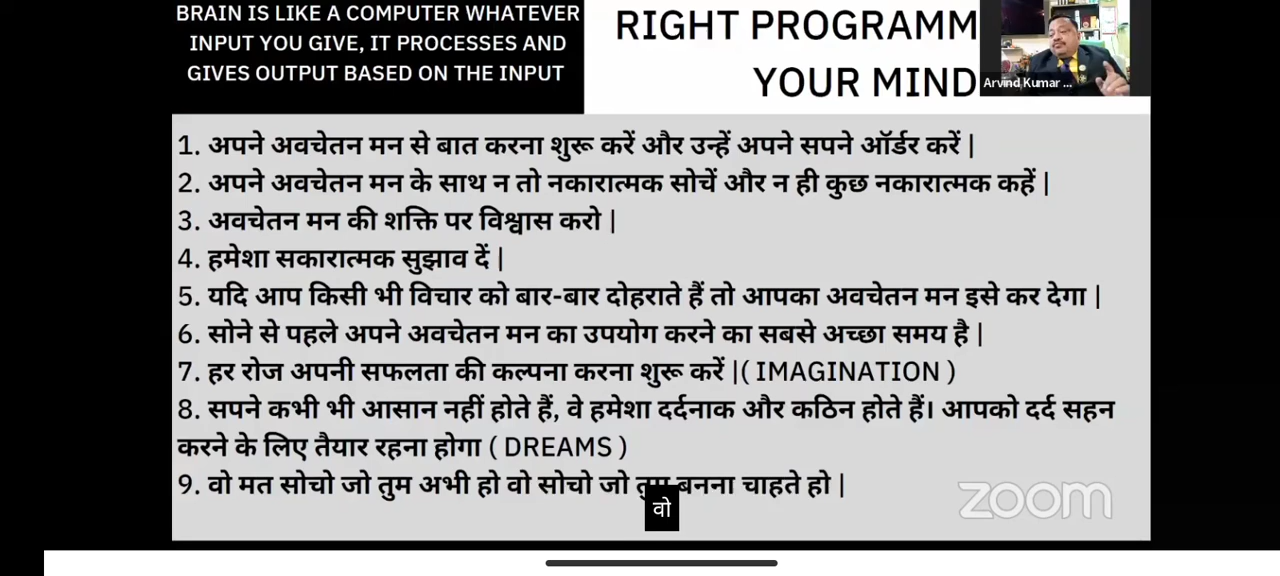 BRAIN IS LIKE A COMPUTER WHATEVER
INPUT YOU GIVE, IT PROCESSES AND
GIVES OUTPUT BASED ON THE INPUT
RIGHT PROGRAMM
YOUR MIND
Arvind Kumar ...
1. अपने अवचेतन मन से बात करना शुरू करें और उन्हें अपने सपने ऑर्डर करें |
2. अपने अवचेतन मन के साथ न तो नकारात्मक सोचें और न ही कुछ नकारात्मक कहें |
3. अवचेतन मन की शक्ति पर विश्वास करो |
4. हमेशा सकारात्मक सुझाव दें |
5. यदि आप किसी भी विचार को बार-बार दोहराते हैं तो आपका अवचेतन मन इसे कर देगा |
6. सोने से पहले अपने अवचेतन मन का उपयोग करने का सबसे अच्छा समय है |
7. हर रोज अपनी सफलता की कल्पना करना शुरू करें |( IMAGINATION )
8. सपने कभी भी आसान नहीं होते हैं, वे हमेशा दर्दनाक और कठिन होते हैं। आपको दर्द सहन
करने के लिए तैयार रहना होगा ( DREAMS )
9. वो मत सोचो जो तुम अभी हो वो सोचो जो तुम बनना चाहते हो |
वो
zoom